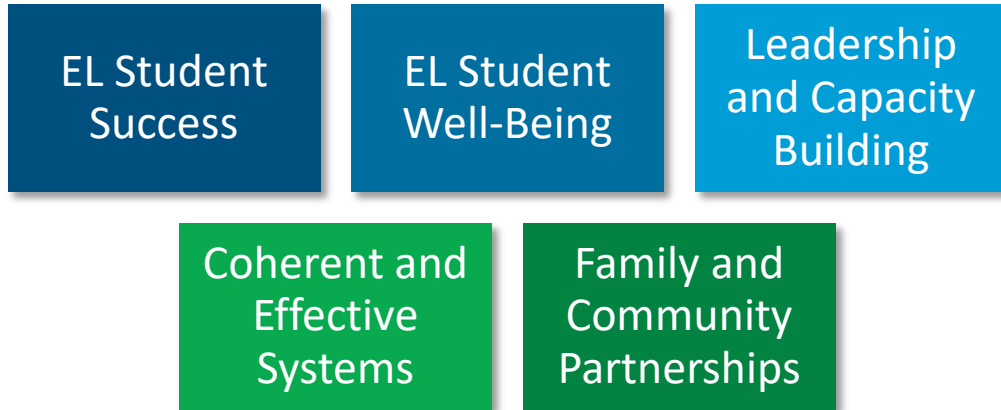 EL Student
Success
EL Student
Well-Being
Leadership
and Capacity
Building
Coherent and
Effective
Systems
Family and
Community
Partnerships